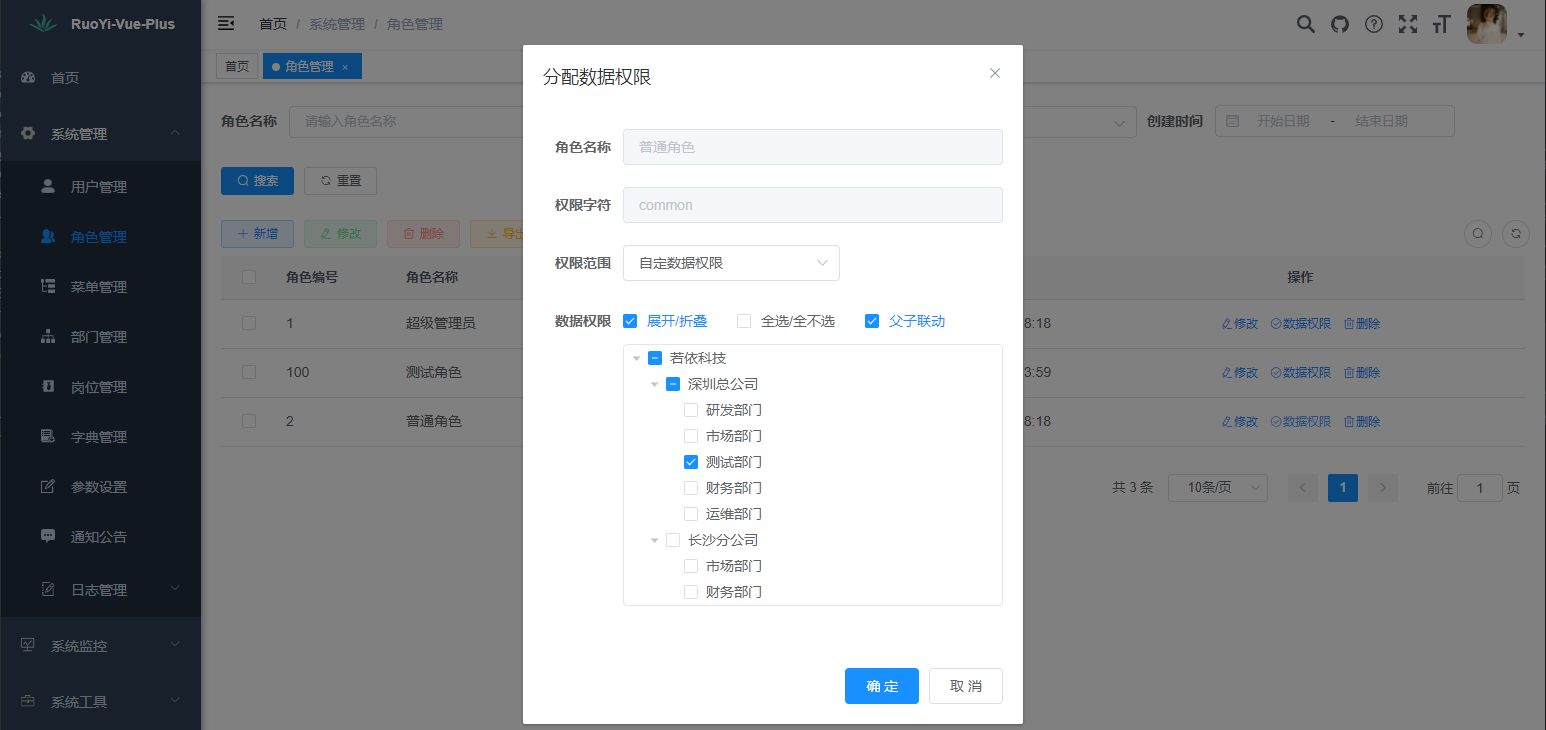 RuoYi-Vue-Plus
首页 / 系统管理 / 角色管理
首页
系统管理
用户管理
角色管理
菜单管理
部门管理
岗位管理
字典管理
参数设置
通知公告
日志管理
系统监控
系统工具
首页 角色管理 ×
角色名称 请输入角色名称 创建时间 开始日期 - 结束日期
搜索 重置
新增 修改 删除
角色编号 角色名称 操作
1 超级管理员 8:18 修改 数据权限 删除
100 测试角色 3:59 修改 数据权限 删除
2 普通角色 8:18 修改 数据权限 删除
共 3 条 10条/页 1 前往 1 页
分配数据权限
角色名称 普通角色
权限字符 common
权限范围 自定数据权限
数据权限 展开/折叠 全选/全不选 父子联动
若依科技
深圳总公司
研发部门
市场部门
测试部门
财务部门
运维部门
长沙分公司
市场部门
财务部门
确 定 取 消